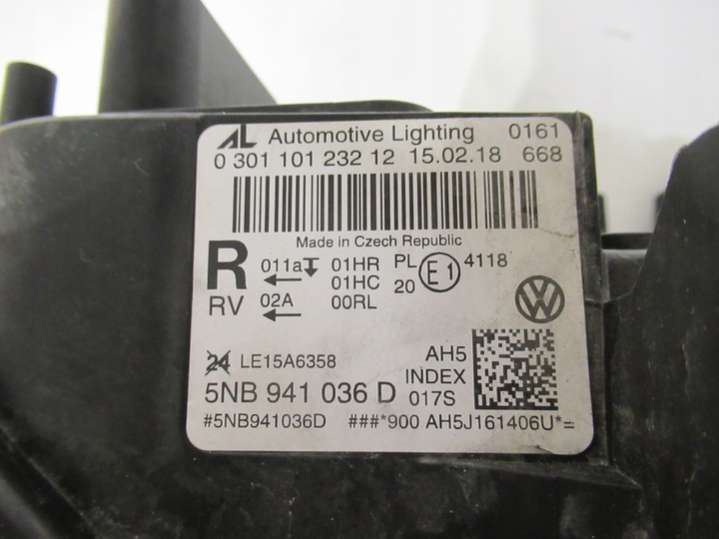 AL Automotive Lighting 0161
0 301 101 232 12 15.02.18 668
Made in Czech Republic
R 011a 01HR PL E1 4118
01HC 20
RV 02A 00RL
24 LE15A6358 AH5
5NB 941 036 D INDEX
017S
#5NB941036D ###*900 AH5J161406U*=